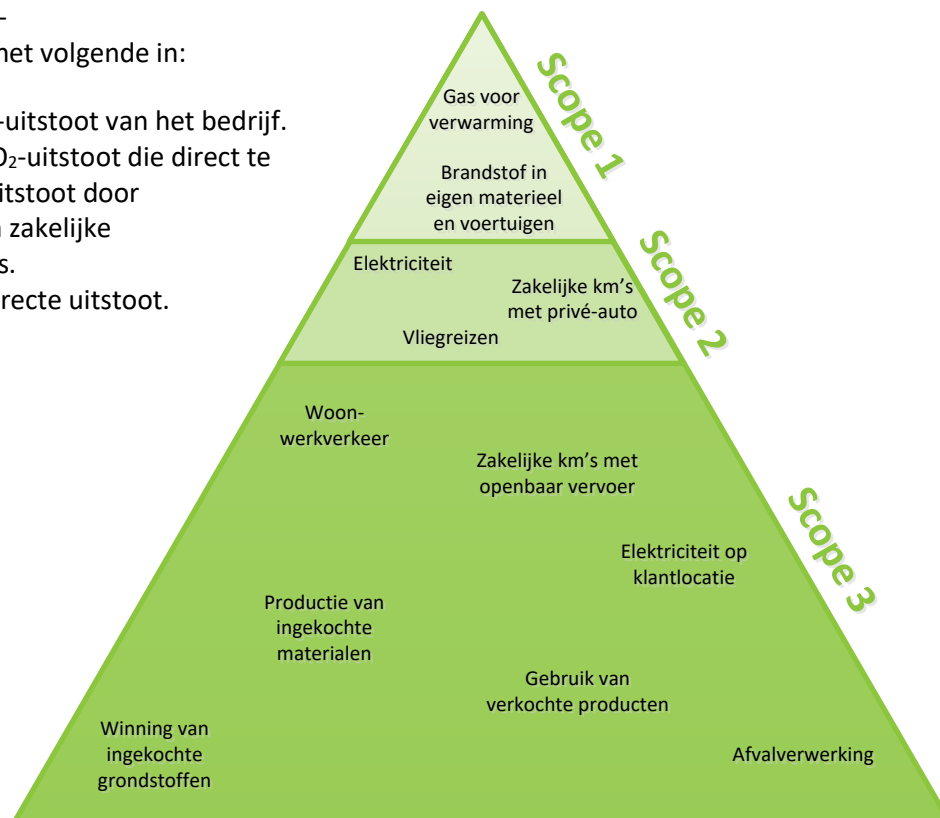 -
het volgende in:
-uitstoot van het bedrijf.
O₂-uitstoot die direct te
uitstoot door
zakelijke
s.
recte uitstoot.
Scope 1
Gas voor
verwarming
Brandstof in
eigen materieel
en voertuigen
Scope 2
Elektriciteit
Zakelijke km’s
met privé-auto
Vliegreizen
Scope 3
Woon-
werkverkeer
Zakelijke km’s met
openbaar vervoer
Elektriciteit op
klantlocatie
Productie van
ingekochte
materialen
Gebruik van
verkochte producten
Winning van
ingekochte
grondstoffen
Afvalverwerking